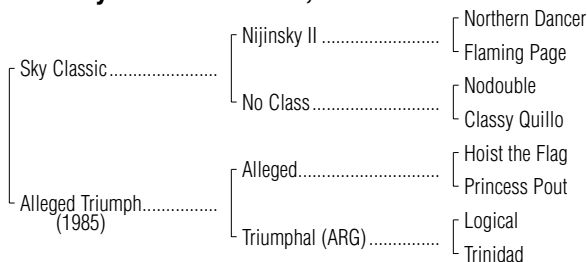 Northern Dancer
Nijinsky II
Flaming Page
Sky Classic
Nodouble
No Class
Classy Quillo
Hoist the Flag
Alleged
Princess Pout
Alleged Triumph
(1985)
Logical
Triumphal (ARG)
Trinidad